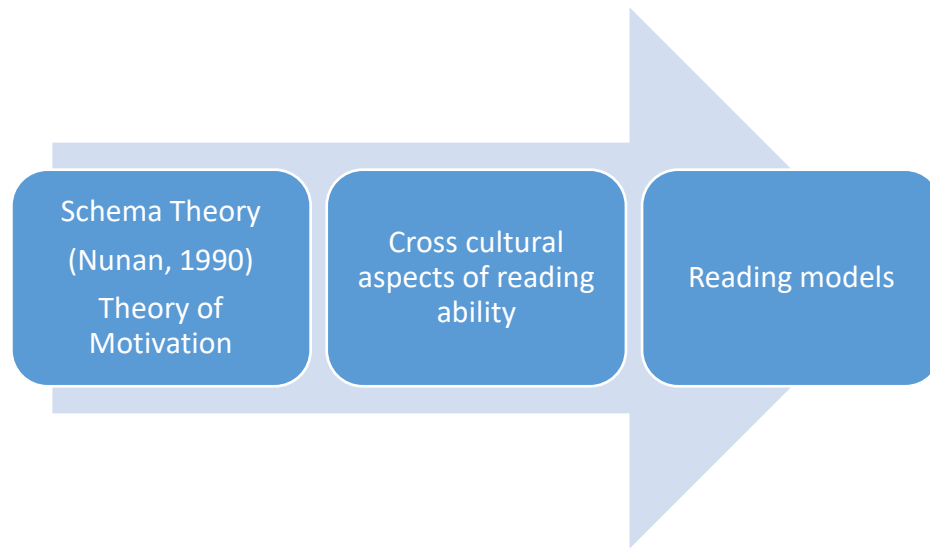 Schema Theory
(Nunan, 1990)
Theory of
Motivation
Cross cultural
aspects of reading
ability
Reading models